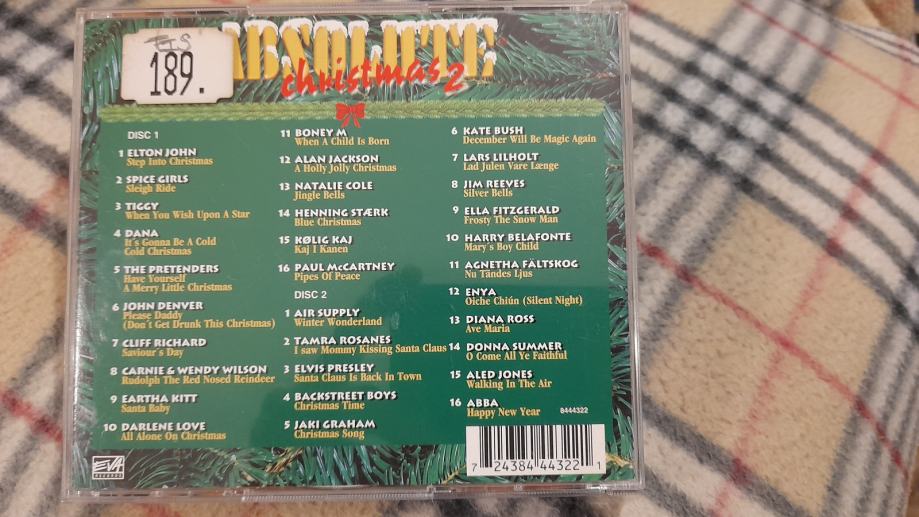 189.
ABSOLUTE
christmas 2
DISC 1
1 ELTON JOHN
Step Into Christmas
2 SPICE GIRLS
Sleigh Ride
3 TIGGY
When You Wish Upon A Star
4 DANA
It's Gonna Be A Cold
Cold Christmas
5 THE PRETENDERS
Have Yourself
A Merry Little Christmas
6 JOHN DENVER
Please Daddy
(Don't Get Drunk This Christmas)
7 CLIFF RICHARD
Saviour's Day
8 CARNIE & WENDY WILSON
Rudolph The Red Nosed Reindeer
9 EARTHA KITT
Santa Baby
10 DARLENE LOVE
All Alone On Christmas
11 BONEY M
When A Child Is Born
12 ALAN JACKSON
A Holly Jolly Christmas
13 NATALIE COLE
Jingle Bells
14 HENNING STÆRK
Blue Christmas
15 KØLIG KAJ
Kaj I Kanen
16 PAUL McCARTNEY
Pipes Of Peace
DISC 2
1 AIR SUPPLY
Winter Wonderland
2 TAMRA ROSANES
I saw Mommy Kissing Santa Claus
3 ELVIS PRESLEY
Santa Claus Is Back In Town
4 BACKSTREET BOYS
Christmas Time
5 JAKI GRAHAM
Christmas Song
6 KATE BUSH
December Will Be Magic Again
7 LARS LILHOLT
Lad Julen Vare Længe
8 JIM REEVES
Silver Bells
9 ELLA FITZGERALD
Frosty The Snow Man
10 HARRY BELAFONTE
Mary's Boy Child
11 AGNETHA FÄLTSKOG
Nu Tändes Ljus
12 ENYA
Oiche Chiún (Silent Night)
13 DIANA ROSS
Ave Maria
14 DONNA SUMMER
O Come All Ye Faithful
15 ALED JONES
Walking In The Air
16 ABBA
Happy New Year
8444322
EVA
RECORDS
7 24384 44322 1